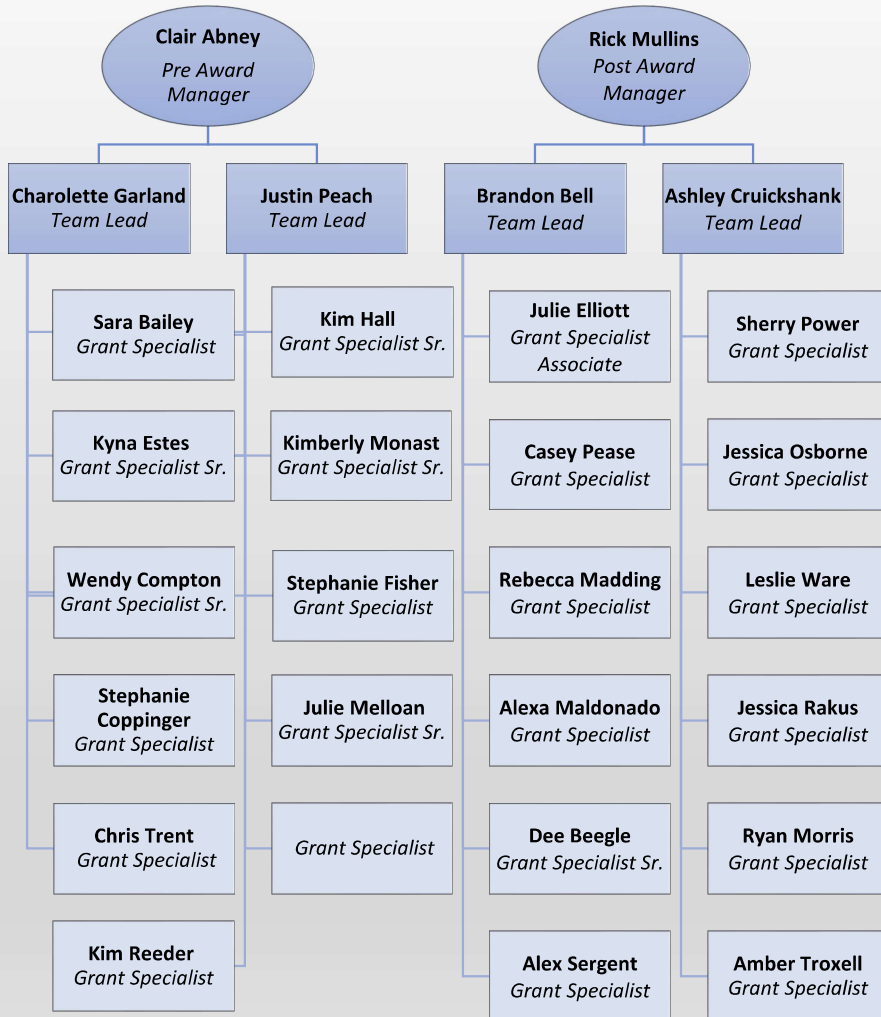 Clair Abney
Pre Award
Manager
Rick Mullins
Post Award
Manager
Charolette Garland
Team Lead
Justin Peach
Team Lead
Brandon Bell
Team Lead
Ashley Cruickshank
Team Lead
Sara Bailey
Grant Specialist
Kyna Estes
Grant Specialist Sr.
Wendy Compton
Grant Specialist Sr.
Stephanie
Coppinger
Grant Specialist
Chris Trent
Grant Specialist
Kim Reeder
Grant Specialist
Kim Hall
Grant Specialist Sr.
Kimberly Monast
Grant Specialist Sr.
Stephanie Fisher
Grant Specialist
Julie Melloan
Grant Specialist Sr.
Grant Specialist
Julie Elliott
Grant Specialist
Associate
Casey Pease
Grant Specialist
Rebecca Madding
Grant Specialist
Alexa Maldonado
Grant Specialist
Dee Beegle
Grant Specialist Sr.
Alex Sergent
Grant Specialist
Sherry Power
Grant Specialist
Jessica Osborne
Grant Specialist
Leslie Ware
Grant Specialist
Jessica Rakus
Grant Specialist
Ryan Morris
Grant Specialist
Amber Troxell
Grant Specialist